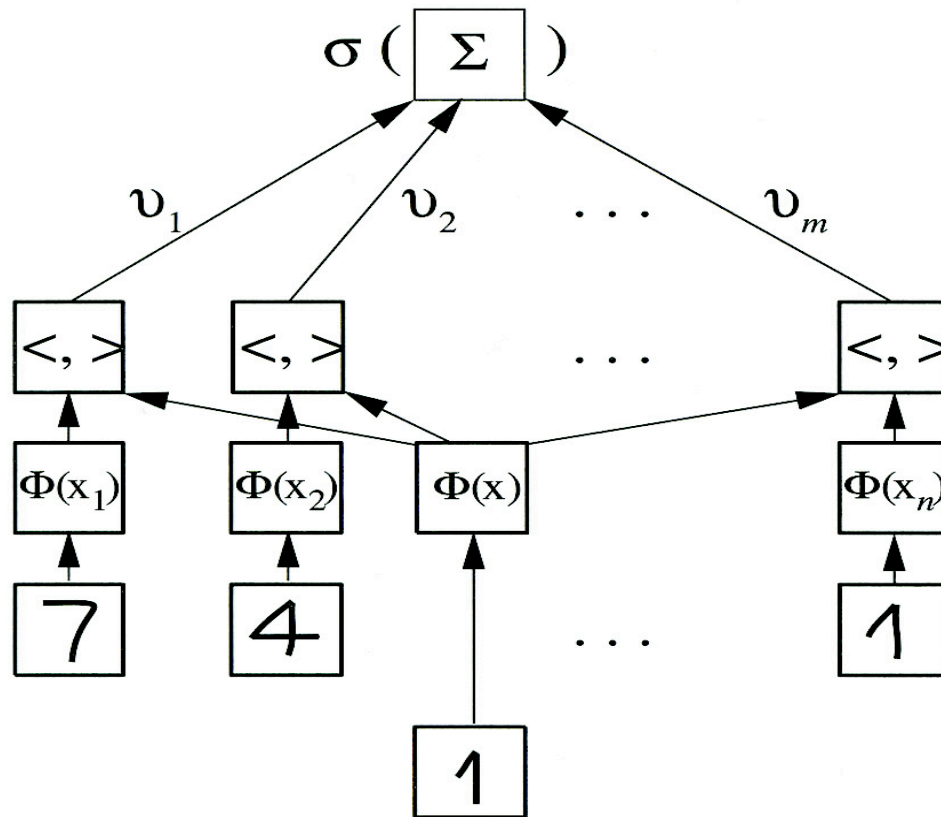 σ ( Σ )
υ₁ υ₂ . . . υₘ
<, > <, > . . . <, >
Φ(x₁) Φ(x₂) Φ(x) Φ(xₙ)
7 4 . . . 1
1